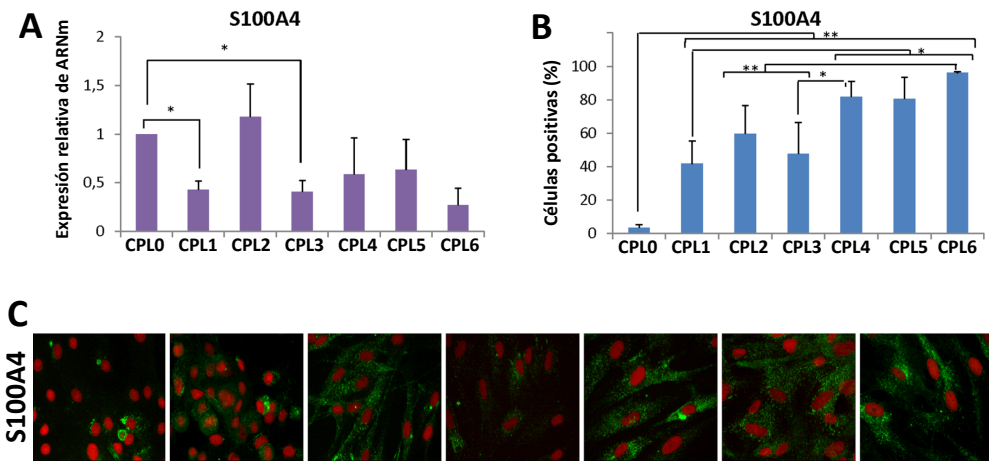 A
S100A4
Expresión relativa de ARNm
2
1,5
1
0,5
0
*
*
CPL0 CPL1 CPL2 CPL3 CPL4 CPL5 CPL6
B
S100A4
Células positivas (%)
100
80
60
40
20
0
**
*
**
*
CPL0 CPL1 CPL2 CPL3 CPL4 CPL5 CPL6
C
S100A4